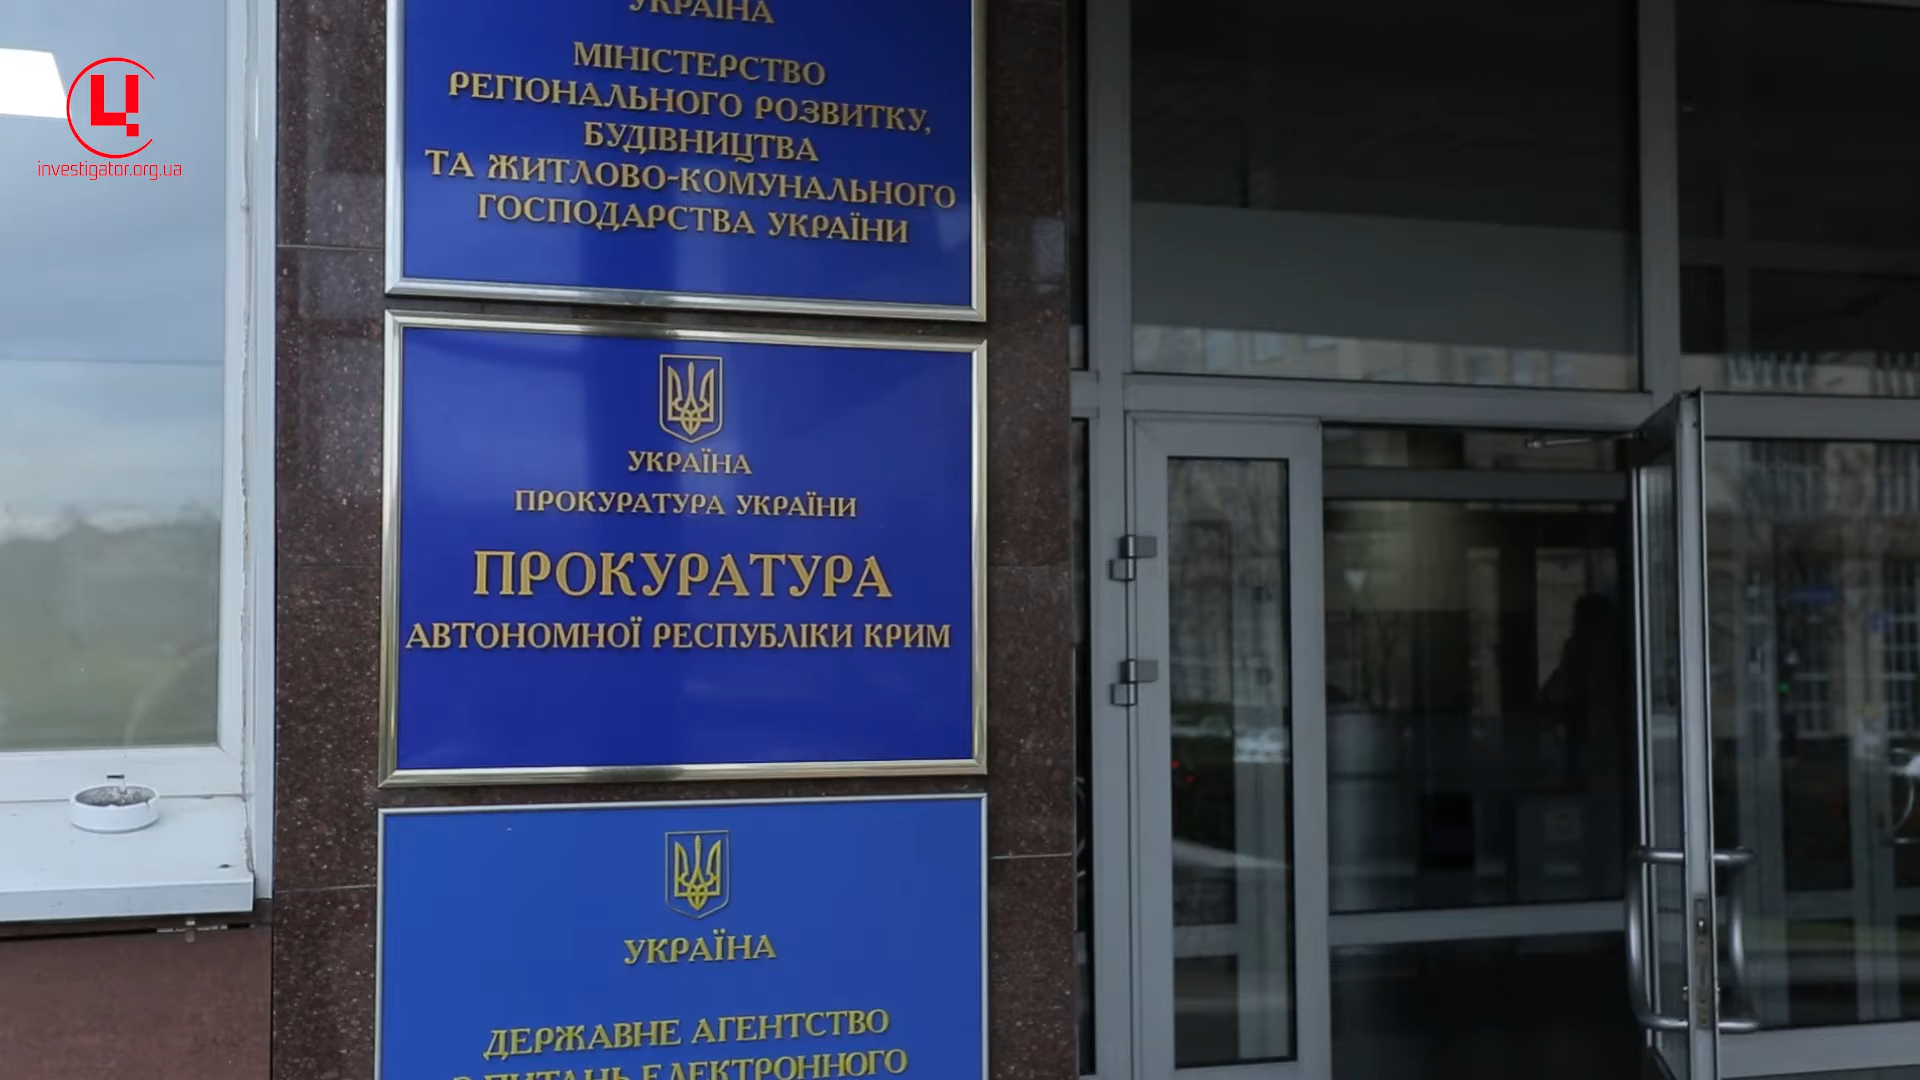 Ц
investigator.org.ua
УКРАЇНА
МІНІСТЕРСТВО
РЕГІОНАЛЬНОГО РОЗВИТКУ,
БУДІВНИЦТВА
ТА ЖИТЛОВО-КОМУНАЛЬНОГО
ГОСПОДАРСТВА УКРАЇНИ
УКРАЇНА
ПРОКУРАТУРА УКРАЇНИ
ПРОКУРАТУРА
АВТОНОМНОЇ РЕСПУБЛІКИ КРИМ
УКРАЇНА
ДЕРЖАВНЕ АГЕНТСТВО
З ПИТАНЬ ЕЛЕКТРОННОГО